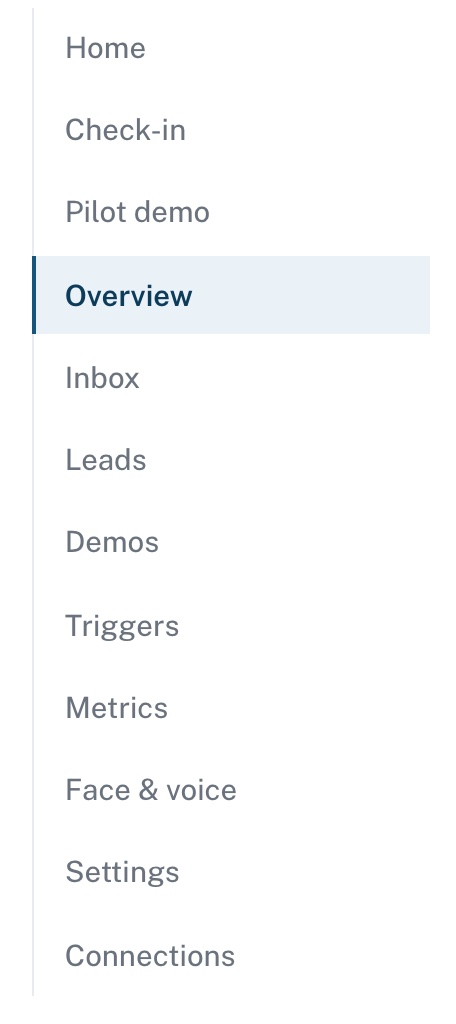 Home
Check-in
Pilot demo
Overview
Inbox
Leads
Demos
Triggers
Metrics
Face & voice
Settings
Connections